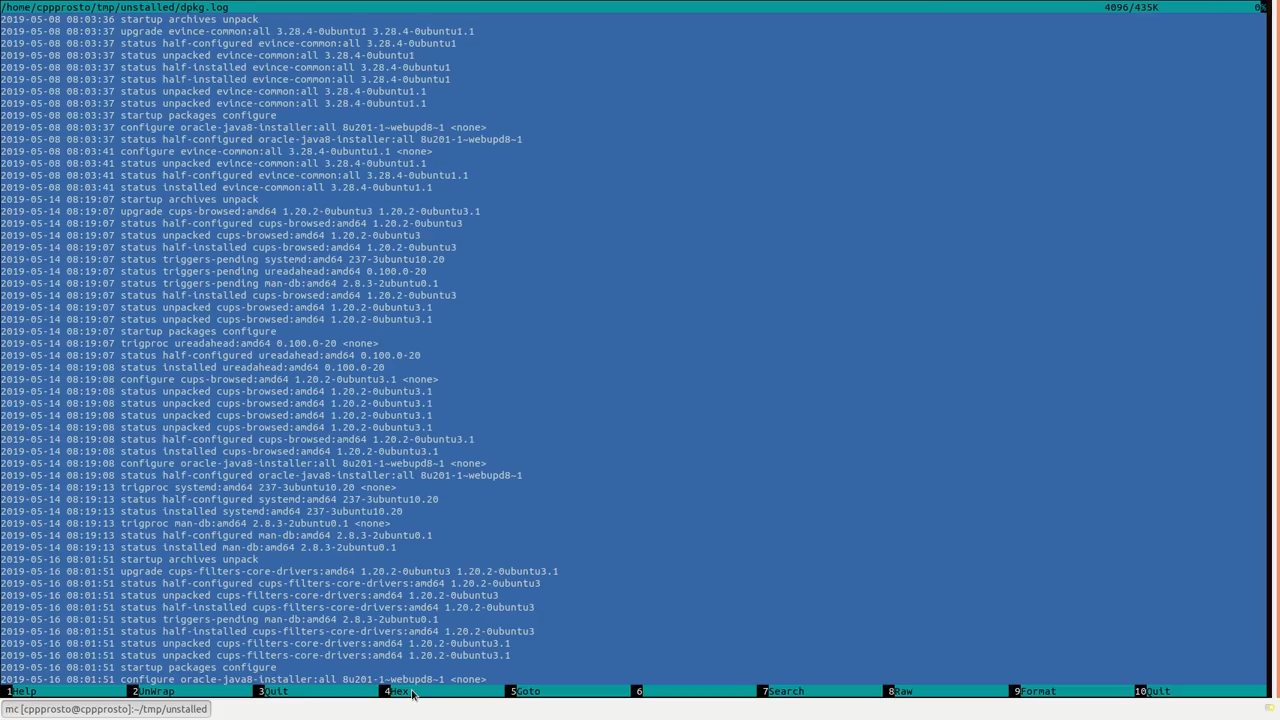 /home/cppprosto/tmp/unstalled/dpkg.log 4096/435K 0%
2019-05-08 08:03:36 startup archives unpack
2019-05-08 08:03:37 upgrade evince-common:all 3.28.4-0ubuntu1 3.28.4-0ubuntu1.1
2019-05-08 08:03:37 status half-configured evince-common:all 3.28.4-0ubuntu1
2019-05-08 08:03:37 status unpacked evince-common:all 3.28.4-0ubuntu1
2019-05-08 08:03:37 status half-installed evince-common:all 3.28.4-0ubuntu1
2019-05-08 08:03:37 status half-installed evince-common:all 3.28.4-0ubuntu1
2019-05-08 08:03:37 status unpacked evince-common:all 3.28.4-0ubuntu1.1
2019-05-08 08:03:37 status unpacked evince-common:all 3.28.4-0ubuntu1.1
2019-05-08 08:03:37 startup packages configure
2019-05-08 08:03:37 configure oracle-java8-installer:all 8u201-1~webupd8~1 <none>
2019-05-08 08:03:37 status half-configured oracle-java8-installer:all 8u201-1~webupd8~1
2019-05-08 08:03:41 configure evince-common:all 3.28.4-0ubuntu1.1 <none>
2019-05-08 08:03:41 status unpacked evince-common:all 3.28.4-0ubuntu1.1
2019-05-08 08:03:41 status half-configured evince-common:all 3.28.4-0ubuntu1.1
2019-05-08 08:03:41 status installed evince-common:all 3.28.4-0ubuntu1.1
2019-05-14 08:19:07 startup archives unpack
2019-05-14 08:19:07 upgrade cups-browsed:amd64 1.20.2-0ubuntu3 1.20.2-0ubuntu3.1
2019-05-14 08:19:07 status half-configured cups-browsed:amd64 1.20.2-0ubuntu3
2019-05-14 08:19:07 status unpacked cups-browsed:amd64 1.20.2-0ubuntu3
2019-05-14 08:19:07 status half-installed cups-browsed:amd64 1.20.2-0ubuntu3
2019-05-14 08:19:07 status triggers-pending systemd:amd64 237-3ubuntu10.20
2019-05-14 08:19:07 status triggers-pending ureadahead:amd64 0.100.0-20
2019-05-14 08:19:07 status triggers-pending man-db:amd64 2.8.3-2ubuntu0.1
2019-05-14 08:19:07 status half-installed cups-browsed:amd64 1.20.2-0ubuntu3
2019-05-14 08:19:07 status unpacked cups-browsed:amd64 1.20.2-0ubuntu3.1
2019-05-14 08:19:07 status unpacked cups-browsed:amd64 1.20.2-0ubuntu3.1
2019-05-14 08:19:07 startup packages configure
2019-05-14 08:19:07 trigproc ureadahead:amd64 0.100.0-20 <none>
2019-05-14 08:19:07 status half-configured ureadahead:amd64 0.100.0-20
2019-05-14 08:19:08 status installed ureadahead:amd64 0.100.0-20
2019-05-14 08:19:08 configure cups-browsed:amd64 1.20.2-0ubuntu3.1 <none>
2019-05-14 08:19:08 status unpacked cups-browsed:amd64 1.20.2-0ubuntu3.1
2019-05-14 08:19:08 status unpacked cups-browsed:amd64 1.20.2-0ubuntu3.1
2019-05-14 08:19:08 status unpacked cups-browsed:amd64 1.20.2-0ubuntu3.1
2019-05-14 08:19:08 status unpacked cups-browsed:amd64 1.20.2-0ubuntu3.1
2019-05-14 08:19:08 status half-configured cups-browsed:amd64 1.20.2-0ubuntu3.1
2019-05-14 08:19:08 status installed cups-browsed:amd64 1.20.2-0ubuntu3.1
2019-05-14 08:19:08 configure oracle-java8-installer:all 8u201-1~webupd8~1 <none>
2019-05-14 08:19:08 status half-configured oracle-java8-installer:all 8u201-1~webupd8~1
2019-05-14 08:19:13 trigproc systemd:amd64 237-3ubuntu10.20 <none>
2019-05-14 08:19:13 status half-configured systemd:amd64 237-3ubuntu10.20
2019-05-14 08:19:13 status installed systemd:amd64 237-3ubuntu10.20
2019-05-14 08:19:13 trigproc man-db:amd64 2.8.3-2ubuntu0.1 <none>
2019-05-14 08:19:13 status half-configured man-db:amd64 2.8.3-2ubuntu0.1
2019-05-14 08:19:13 status installed man-db:amd64 2.8.3-2ubuntu0.1
2019-05-16 08:01:51 startup archives unpack
2019-05-16 08:01:51 upgrade cups-filters-core-drivers:amd64 1.20.2-0ubuntu3 1.20.2-0ubuntu3.1
2019-05-16 08:01:51 status half-configured cups-filters-core-drivers:amd64 1.20.2-0ubuntu3
2019-05-16 08:01:51 status unpacked cups-filters-core-drivers:amd64 1.20.2-0ubuntu3
2019-05-16 08:01:51 status half-installed cups-filters-core-drivers:amd64 1.20.2-0ubuntu3
2019-05-16 08:01:51 status triggers-pending man-db:amd64 2.8.3-2ubuntu0.1
2019-05-16 08:01:51 status half-installed cups-filters-core-drivers:amd64 1.20.2-0ubuntu3
2019-05-16 08:01:51 status unpacked cups-filters-core-drivers:amd64 1.20.2-0ubuntu3.1
2019-05-16 08:01:51 status unpacked cups-filters-core-drivers:amd64 1.20.2-0ubuntu3.1
2019-05-16 08:01:51 startup packages configure
2019-05-16 08:01:51 configure oracle-java8-installer:all 8u201-1~webupd8~1 <none>
1Help 2UnWrap 3Quit 4Hex 5Goto 6 7Search 8Raw 9Format 10Quit
mc [cppprosto@cppprosto]:~/tmp/unstalled